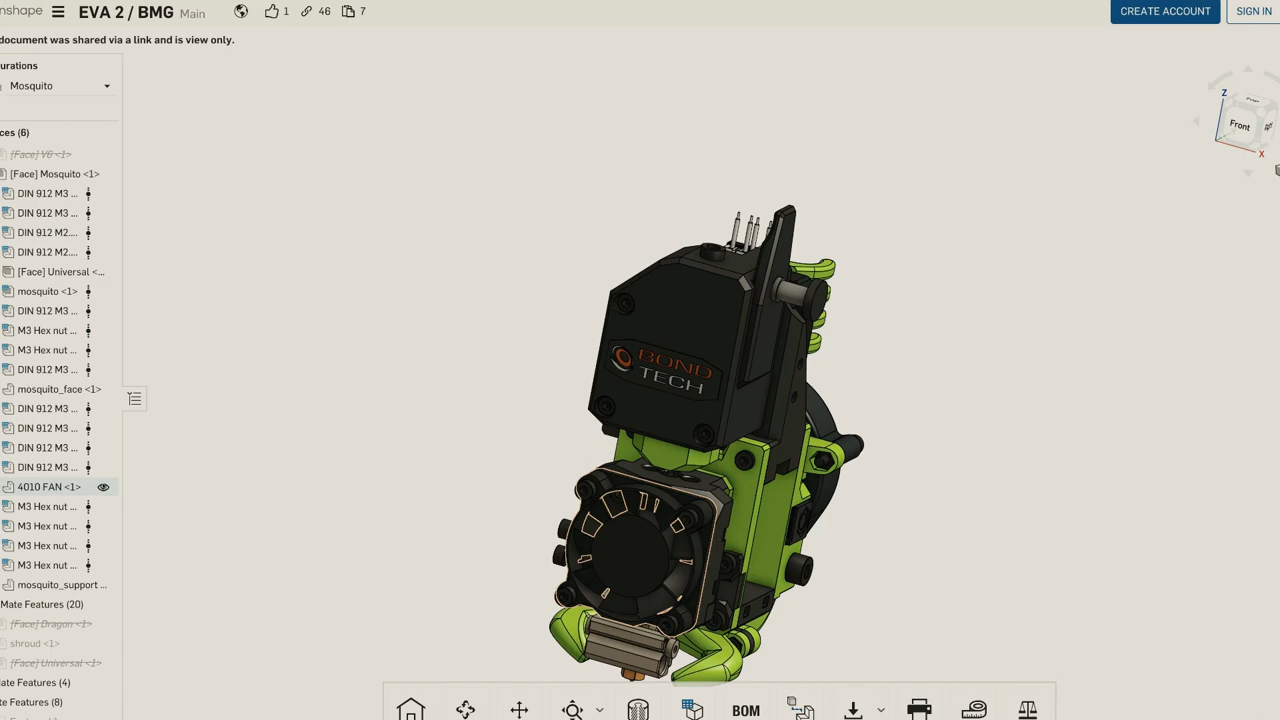 nshape EVA 2 / BMG Main 1 46 7 CREATE ACCOUNT SIGN IN
document was shared via a link and is view only.
urations
Mosquito
ces (6)
[Face] V6 <1>
[Face] Mosquito <1>
DIN 912 M3 ...
DIN 912 M3 ...
DIN 912 M2....
DIN 912 M2....
[Face] Universal <...
mosquito <1>
DIN 912 M3 ...
M3 Hex nut ...
M3 Hex nut ...
DIN 912 M3 ...
mosquito_face <1>
DIN 912 M3 ...
DIN 912 M3 ...
DIN 912 M3 ...
DIN 912 M3 ...
4010 FAN <1>
M3 Hex nut ...
M3 Hex nut ...
M3 Hex nut ...
M3 Hex nut ...
mosquito_support ...
Mate Features (20)
[Face] Dragon <1>
shroud <1>
[Face] Universal <1>
ate Features (4)
te Features (8)
Z
Front
X
BOND
TECH
BOM